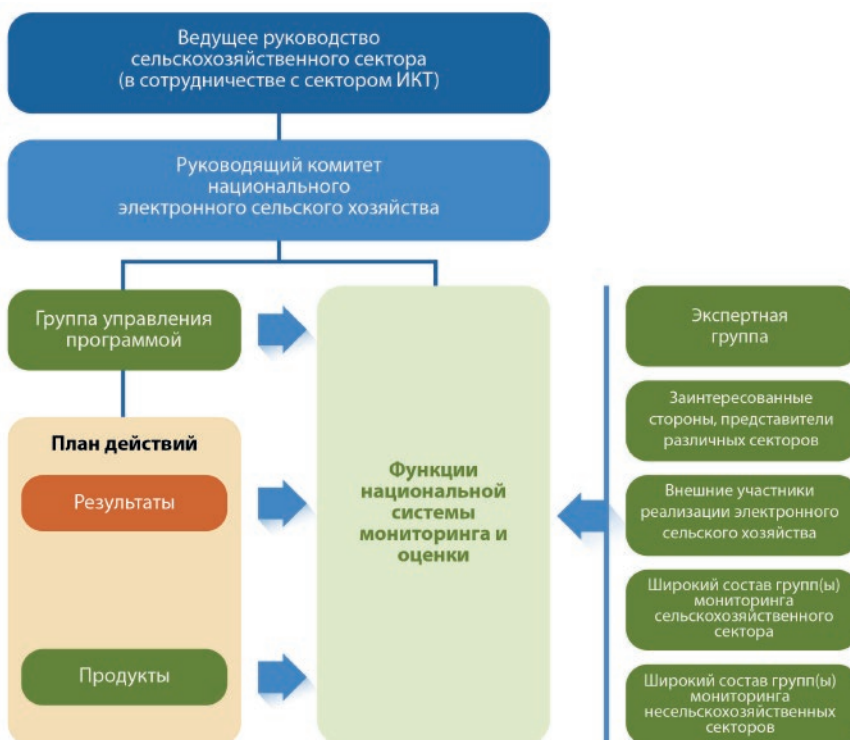 Ведущее руководство
сельскохозяйственного сектора
(в сотрудничестве с сектором ИКТ)
Руководящий комитет
национального
электронного сельского хозяйства
Группа управления
программой
План действий
Результаты
Продукты
Функции
национальной
системы
мониторинга и
оценки
Экспертная
группа
Заинтересованные
стороны, представители
различных секторов
Внешние участники
реализации электронного
сельского хозяйства
Широкий состав групп(ы)
мониторинга
сельскохозяйственного
сектора
Широкий состав групп(ы)
мониторинга
несельскохозяйственных
секторов